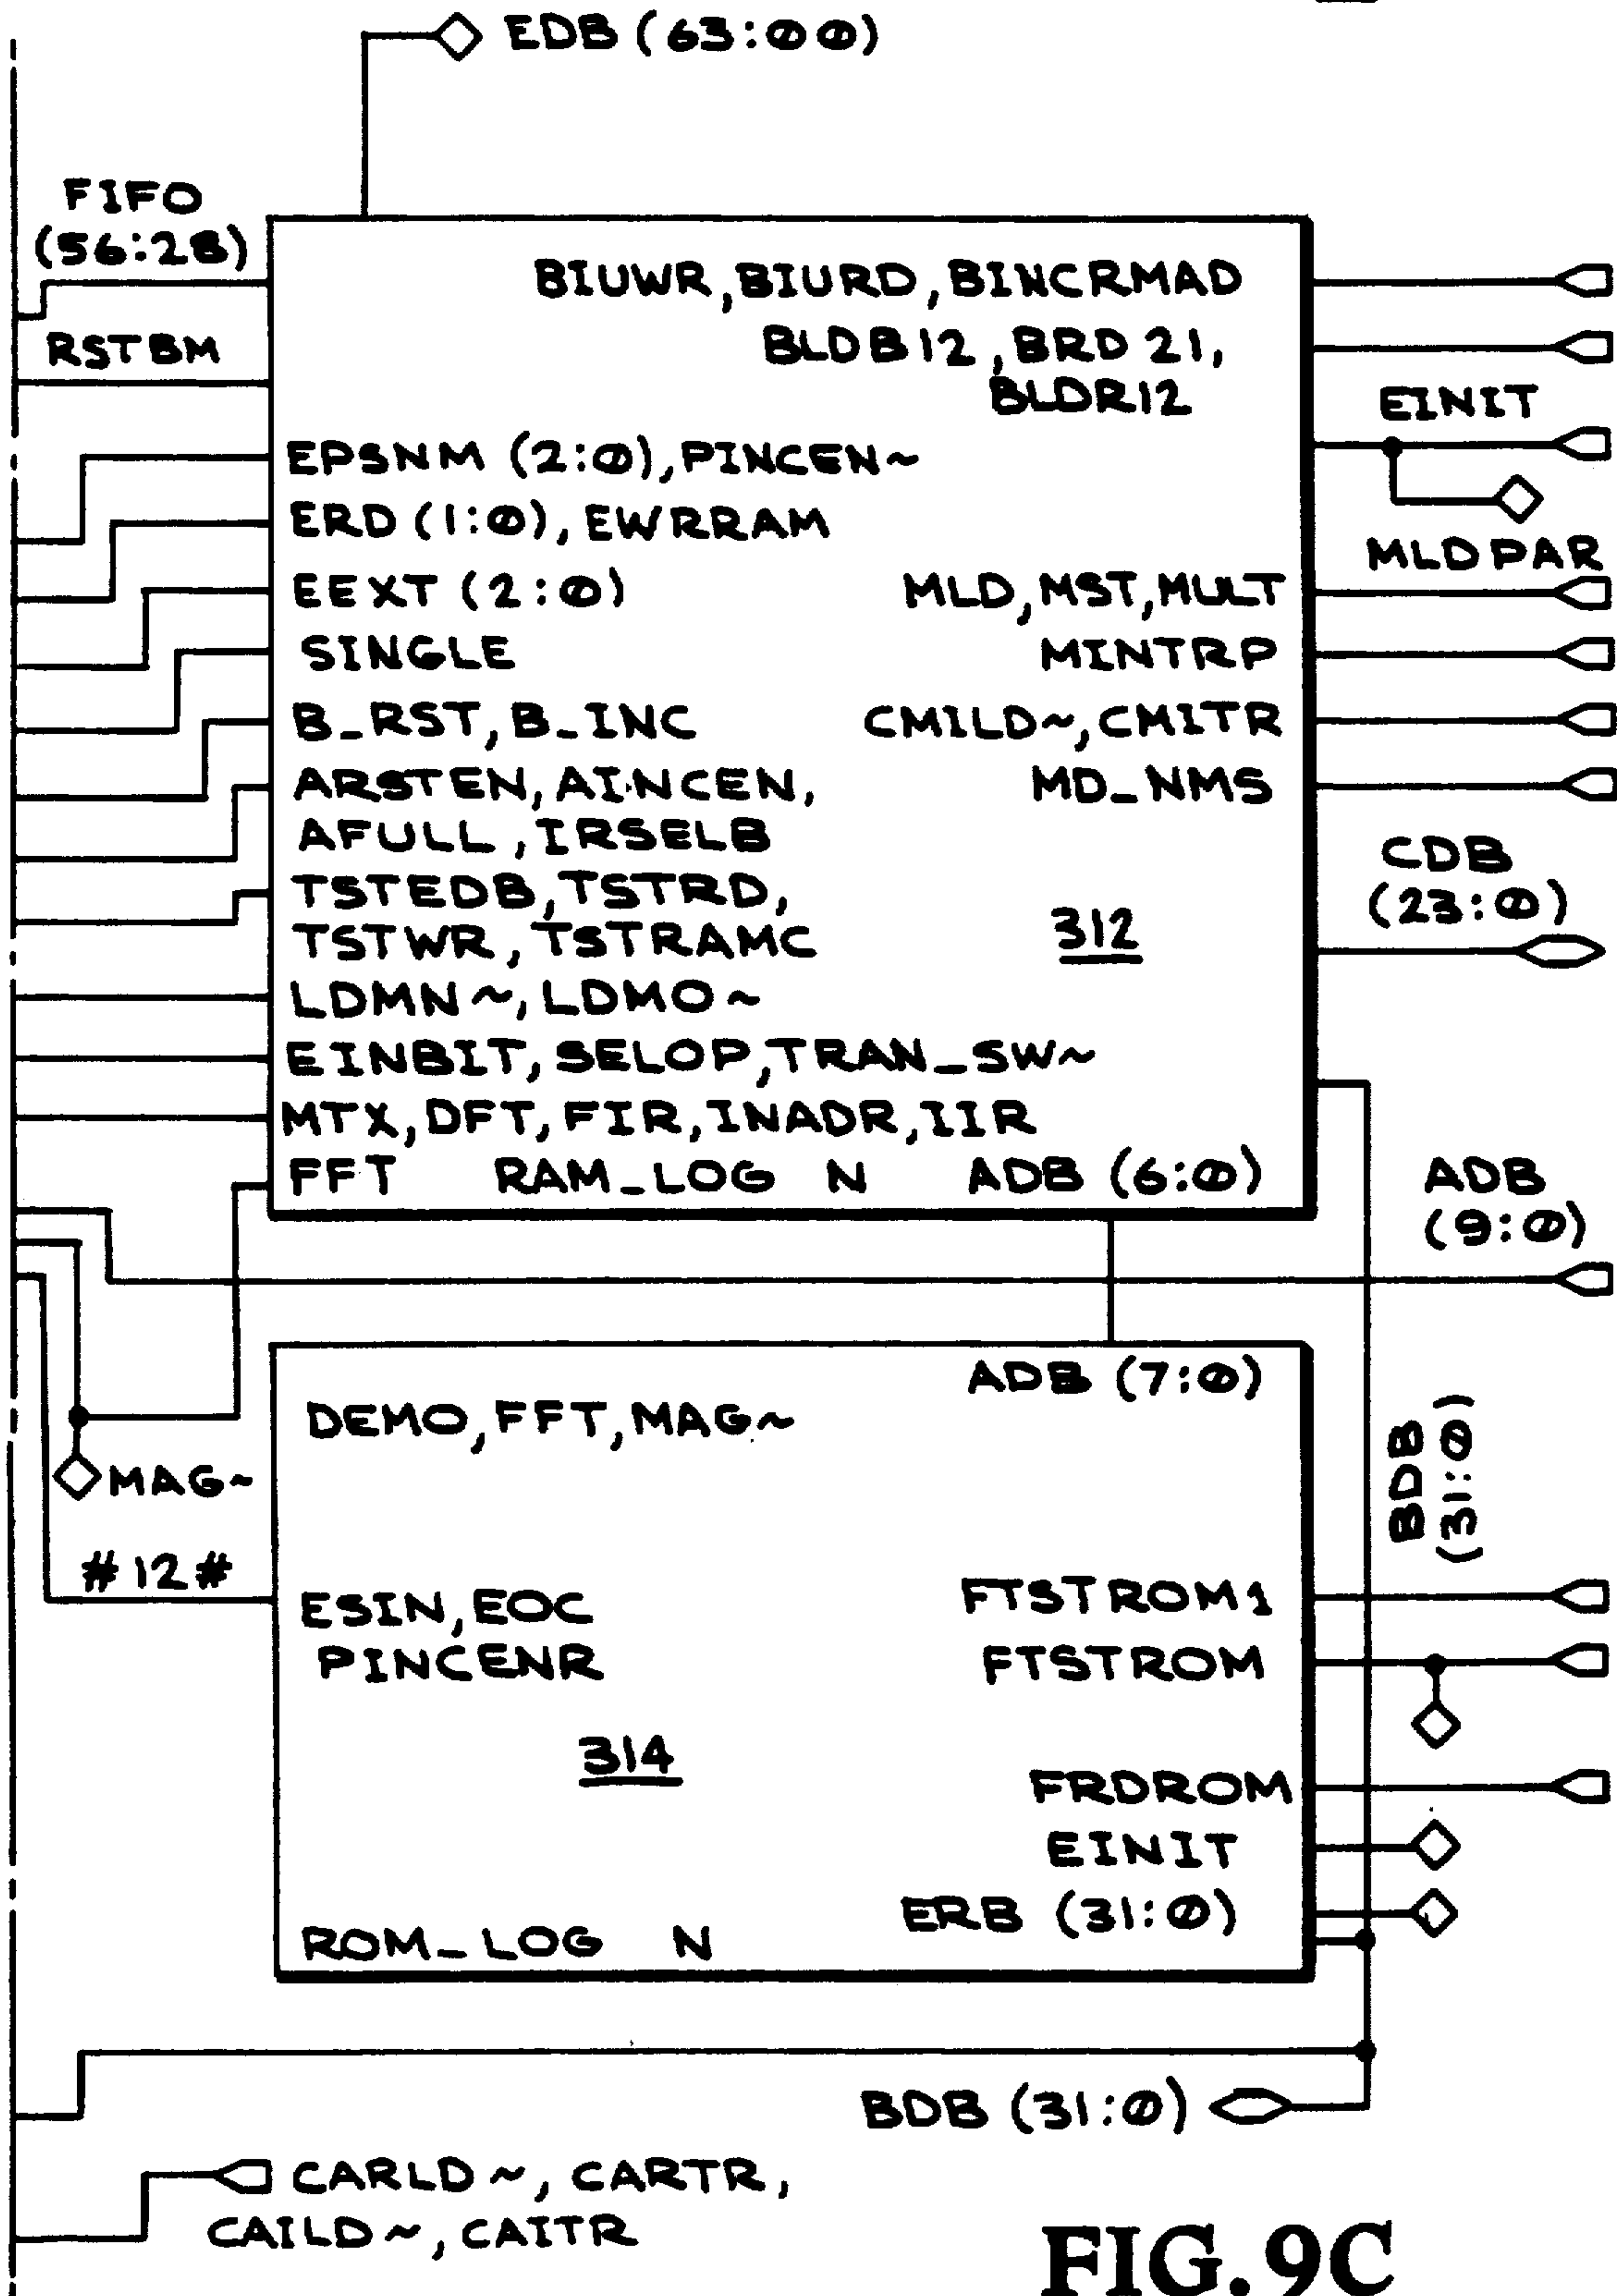 EDB (63:00)
FIFO
(56:28)
RSTBM
BIUWR, BIURD, BINCRMAD
BLDB12, BRD 21,
BLDR12
EINIT
EPSNM (2:0), PINCEN~
ERD (1:0), EWRRAM
MLDPAR
EEXT (2:0)
MLD, MST, MULT
SINGLE
MINTRP
B_RST, B_INC
CMILD~, CMITR
ARSTEN, AINCEN,
MD_NMS
AFULL, IRSELB
CDB
(23:0)
TSTEDB, TSTRD,
TSTWR, TSTRAMC
312
LDMN~, LDMO~
EINBIT, SELOP, TRAN_SW~
MTX, DFT, FIR, INADR, IIR
FFT RAM_LOG N ADB (6:0)
ADB
(9:0)
ADB (7:0)
DEMO, FFT, MAG~
MAG~
BDB
(31:0)
#12#
ESIN, EOC
FTSTROM1
PINCENR
FTSTROM
314
FRDROM
EINIT
ERB (31:0)
ROM_LOG N
BDB (31:0)
CARLD~, CARTR,
CAILD~, CAITR
FIG. 9C